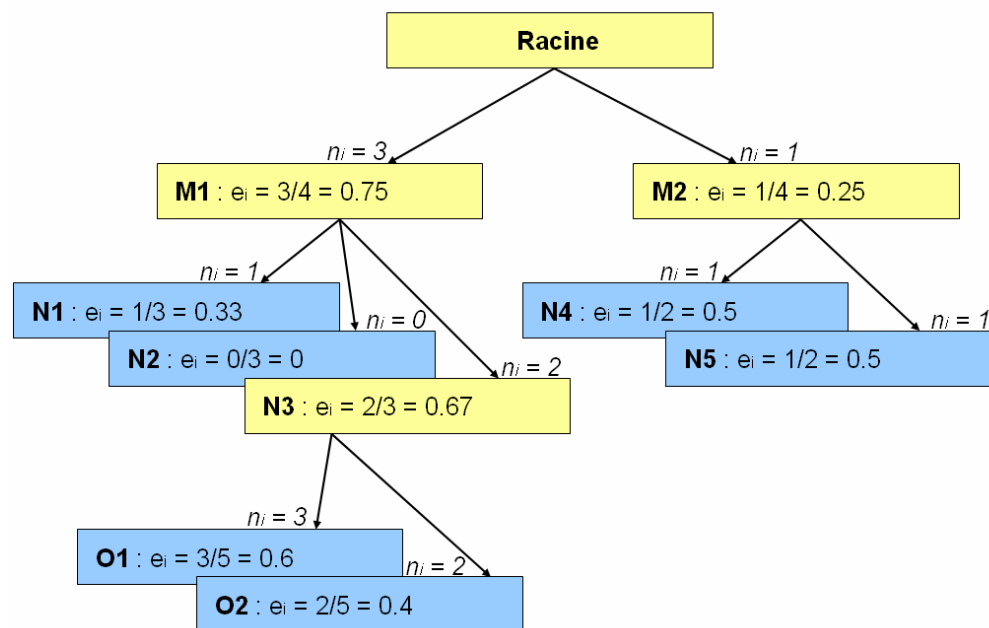 Racine
ni = 3
ni = 1
M1 : ei = 3/4 = 0.75
M2 : ei = 1/4 = 0.25
ni = 1
ni = 1
N1 : ei = 1/3 = 0.33
ni = 0
N4 : ei = 1/2 = 0.5
ni = 1
N2 : ei = 0/3 = 0
ni = 2
N5 : ei = 1/2 = 0.5
N3 : ei = 2/3 = 0.67
ni = 3
O1 : ei = 3/5 = 0.6
ni = 2
O2 : ei = 2/5 = 0.4